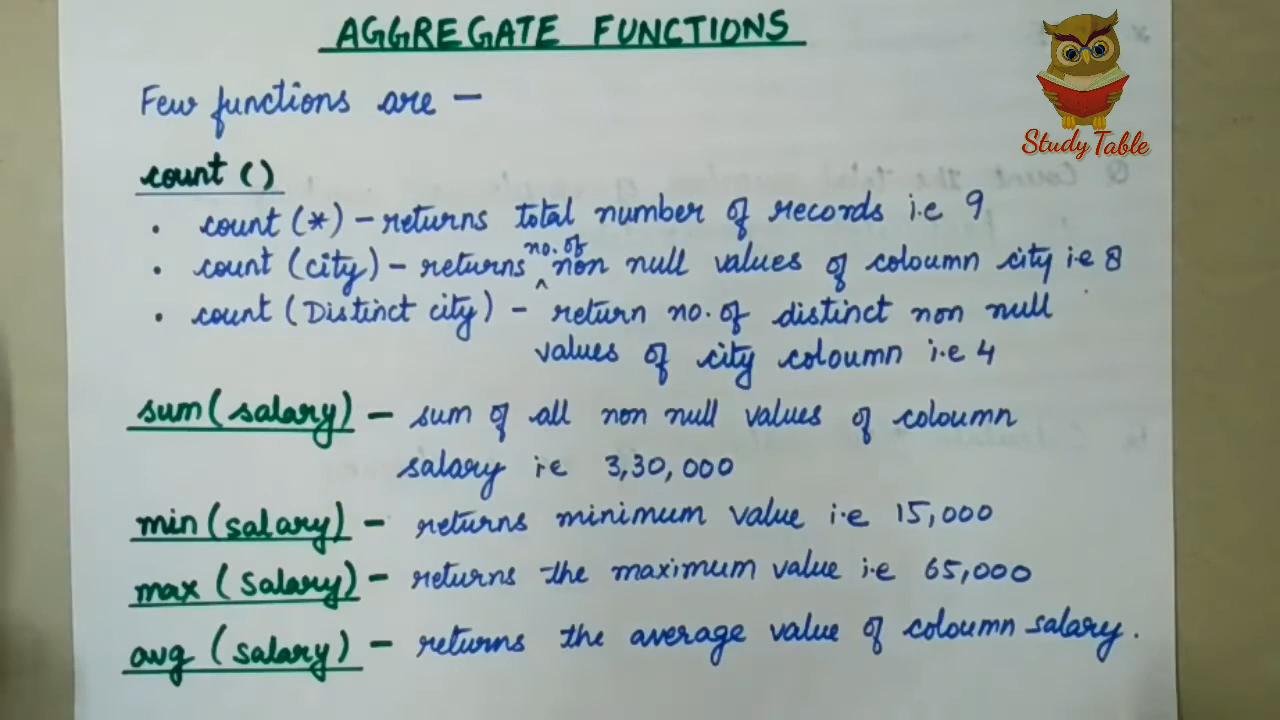 AGGREGATE FUNCTIONS
Study Table
Few functions are —
count ()
• count (*) – returns total number of records i.e 9
• count (city) – returns no. of non null values of coloumn city i.e 8
• count (Distinct city) – return no. of distinct non null
values of city coloumn i.e 4
sum (salary) – sum of all non null values of coloumn
salary i.e 3,30,000
min (salary) – returns minimum value i.e 15,000
max (salary) – returns the maximum value i.e 65,000
avg (salary) – returns the average value of coloumn salary.